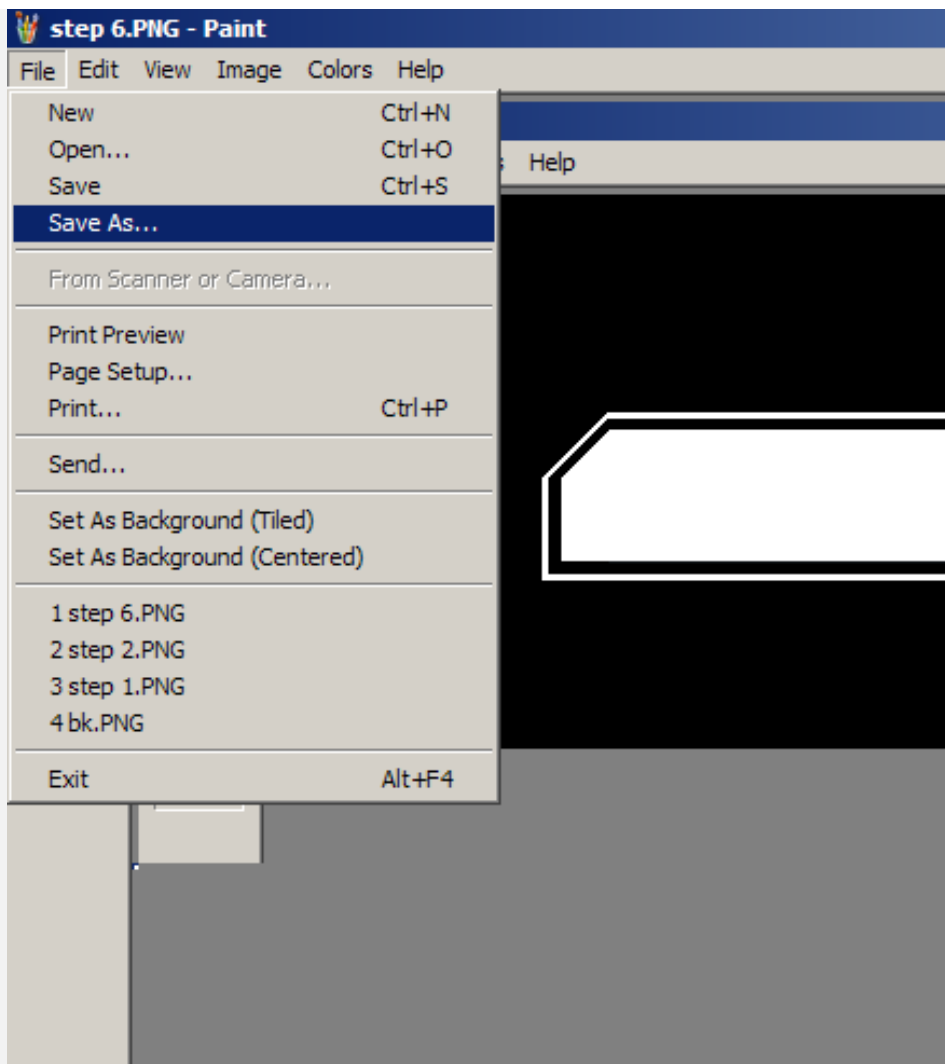 step 6.PNG - Paint
File Edit View Image Colors Help
New Ctrl+N
Open... Ctrl+O
Help
Save Ctrl+S
Save As...
From Scanner or Camera...
Print Preview
Page Setup...
Print... Ctrl+P
Send...
Set As Background (Tiled)
Set As Background (Centered)
1 step 6.PNG
2 step 2.PNG
3 step 1.PNG
4 bk.PNG
Exit Alt+F4